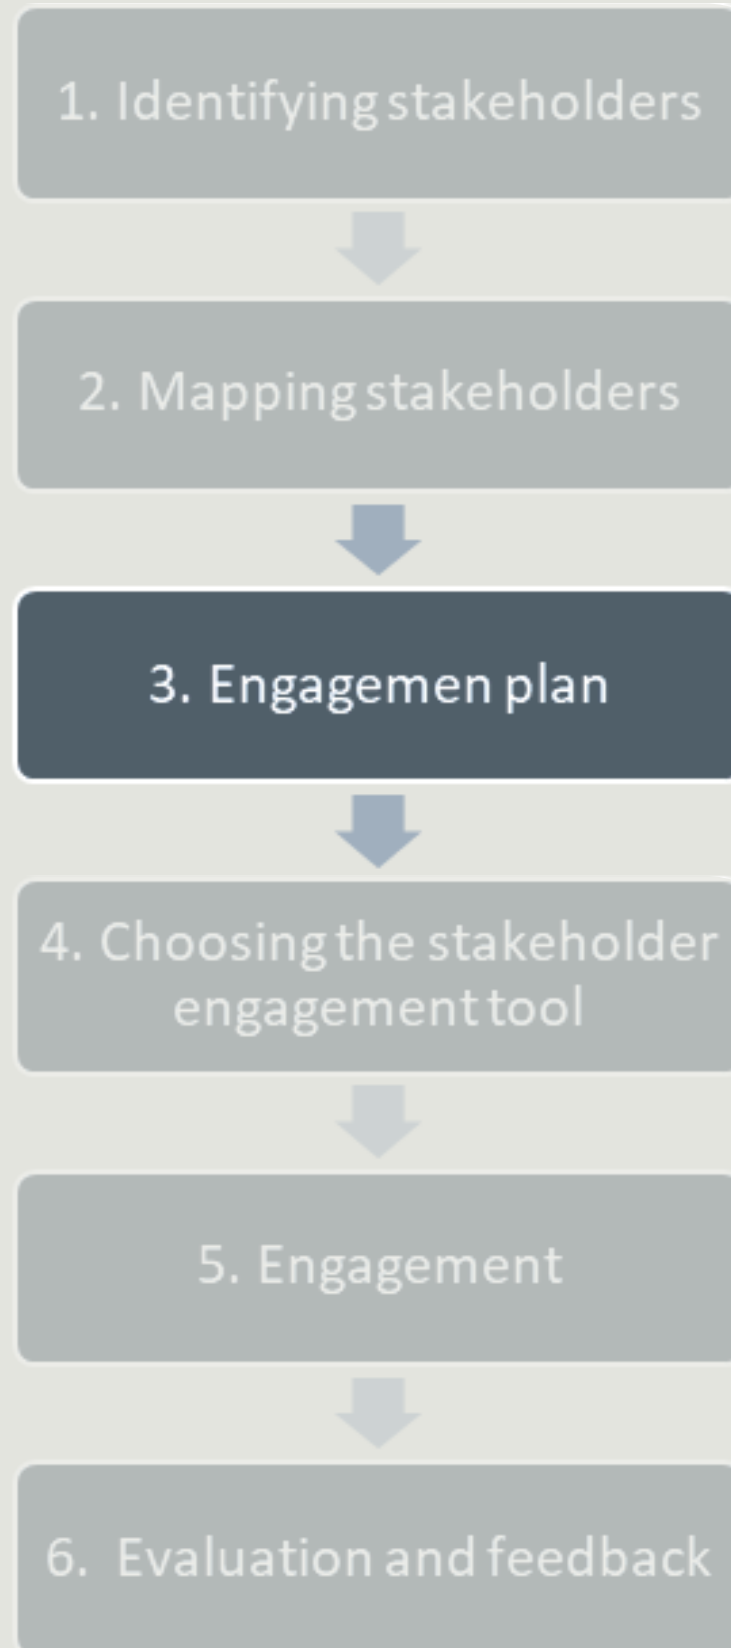 1. Identifying stakeholders
2. Mapping stakeholders
3. Engagemen plan
4. Choosing the stakeholder
engagement tool
5. Engagement
6. Evaluation and feedback